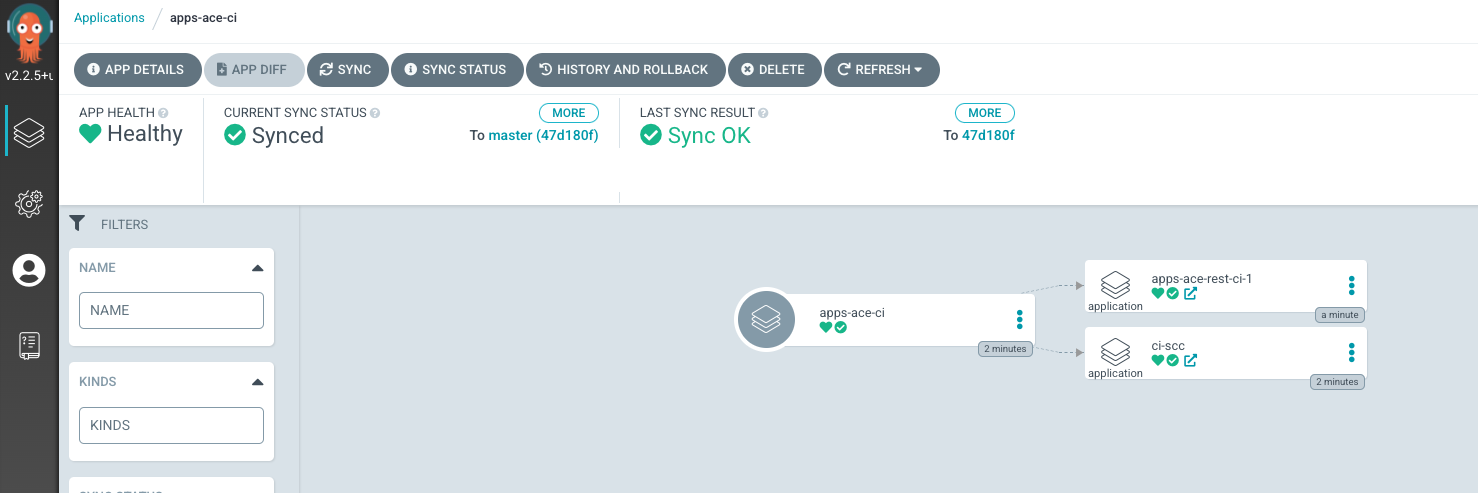 Applications / apps-ace-ci
v2.2.5+u
APP DETAILS APP DIFF SYNC SYNC STATUS HISTORY AND ROLLBACK DELETE REFRESH
APP HEALTH
Healthy
CURRENT SYNC STATUS MORE
Synced To master (47d180f)
LAST SYNC RESULT MORE
Sync OK To 47d180f
FILTERS
NAME
NAME
KINDS
KINDS
apps-ace-ci
2 minutes
apps-ace-rest-ci-1
application
a minute
ci-scc
application
2 minutes